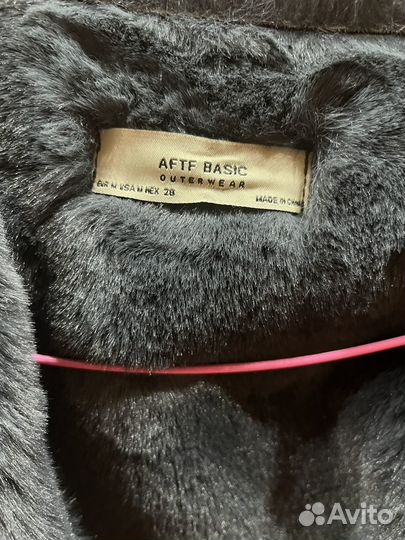 AFTF BASIC
OUTERWEAR
EUR M USA M MEX 28
MADE IN CHINA
Avito